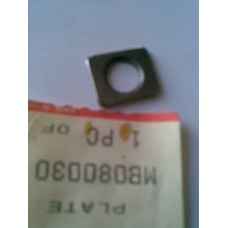 PLATE
MB080030
1 PC OF